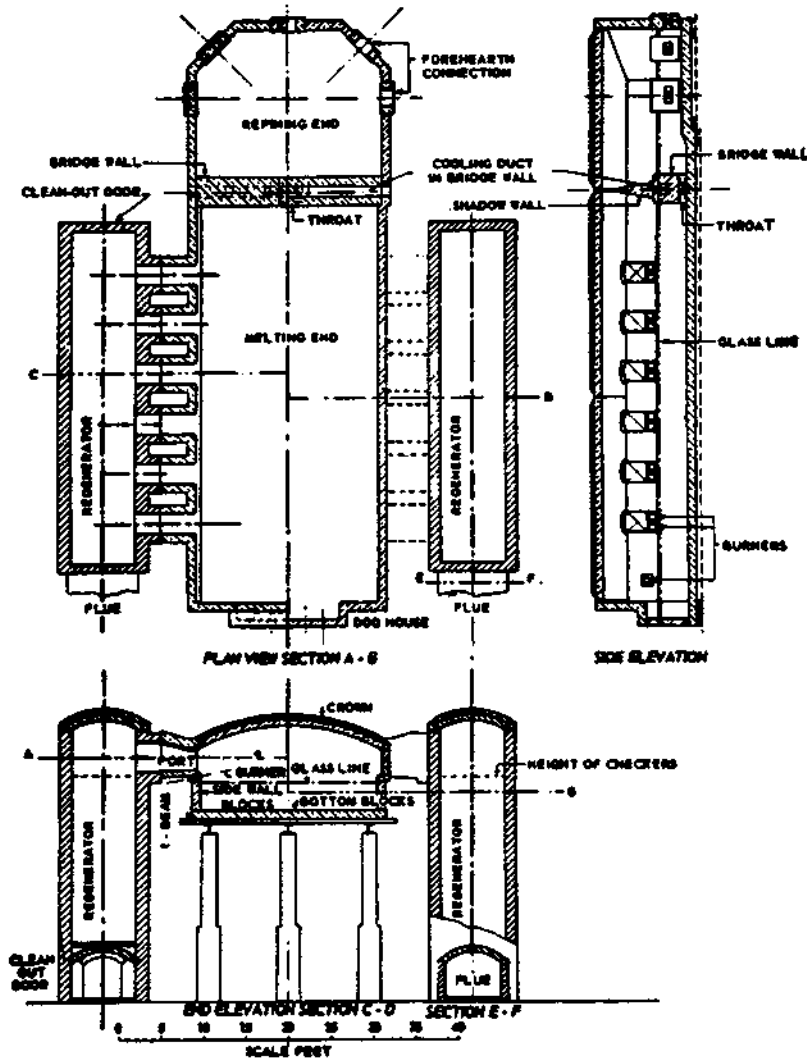 FOREHEARTH
CONNECTION
REFINING END
BRIDGE WALL
CLEAN-OUT DOOR
COOLING DUCT
IN BRIDGE WALL
THROAT
BRIDGE WALL
SHADOW WALL
THROAT
MELTING END
GLASS LINE
C
D
REGENERATOR
REGENERATOR
BURNERS
E
F
FLUE
FLUE
DOG HOUSE
PLAN VIEW SECTION A - B
SIDE ELEVATION
CROWN
A
PORT
℄ BURNER
GLASS LINE
HEIGHT OF CHECKERS
SIDE WALL
BLOCKS
BOTTOM BLOCKS
B
I - BEAM
REGENERATOR
REGENERATOR
CLEAN
OUT
DOOR
FLUE
END ELEVATION SECTION C - D
SECTION E - F
0 5 10 15 20 25 30 35 40
SCALE FEET